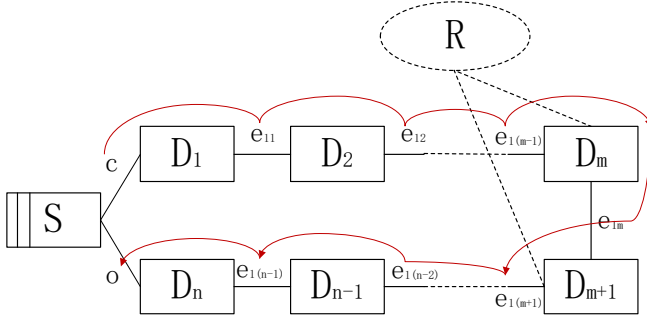 R
c
D₁
e₁₁
D₂
e₁₂
e₁₍ₘ₋₁₎
Dₘ
S
e₁ₘ
o
Dₙ
e₁₍ₙ₋₁₎
Dₙ₋₁
e₁₍ₙ₋₂₎
e₁₍ₘ₊₁₎
Dₘ₊₁